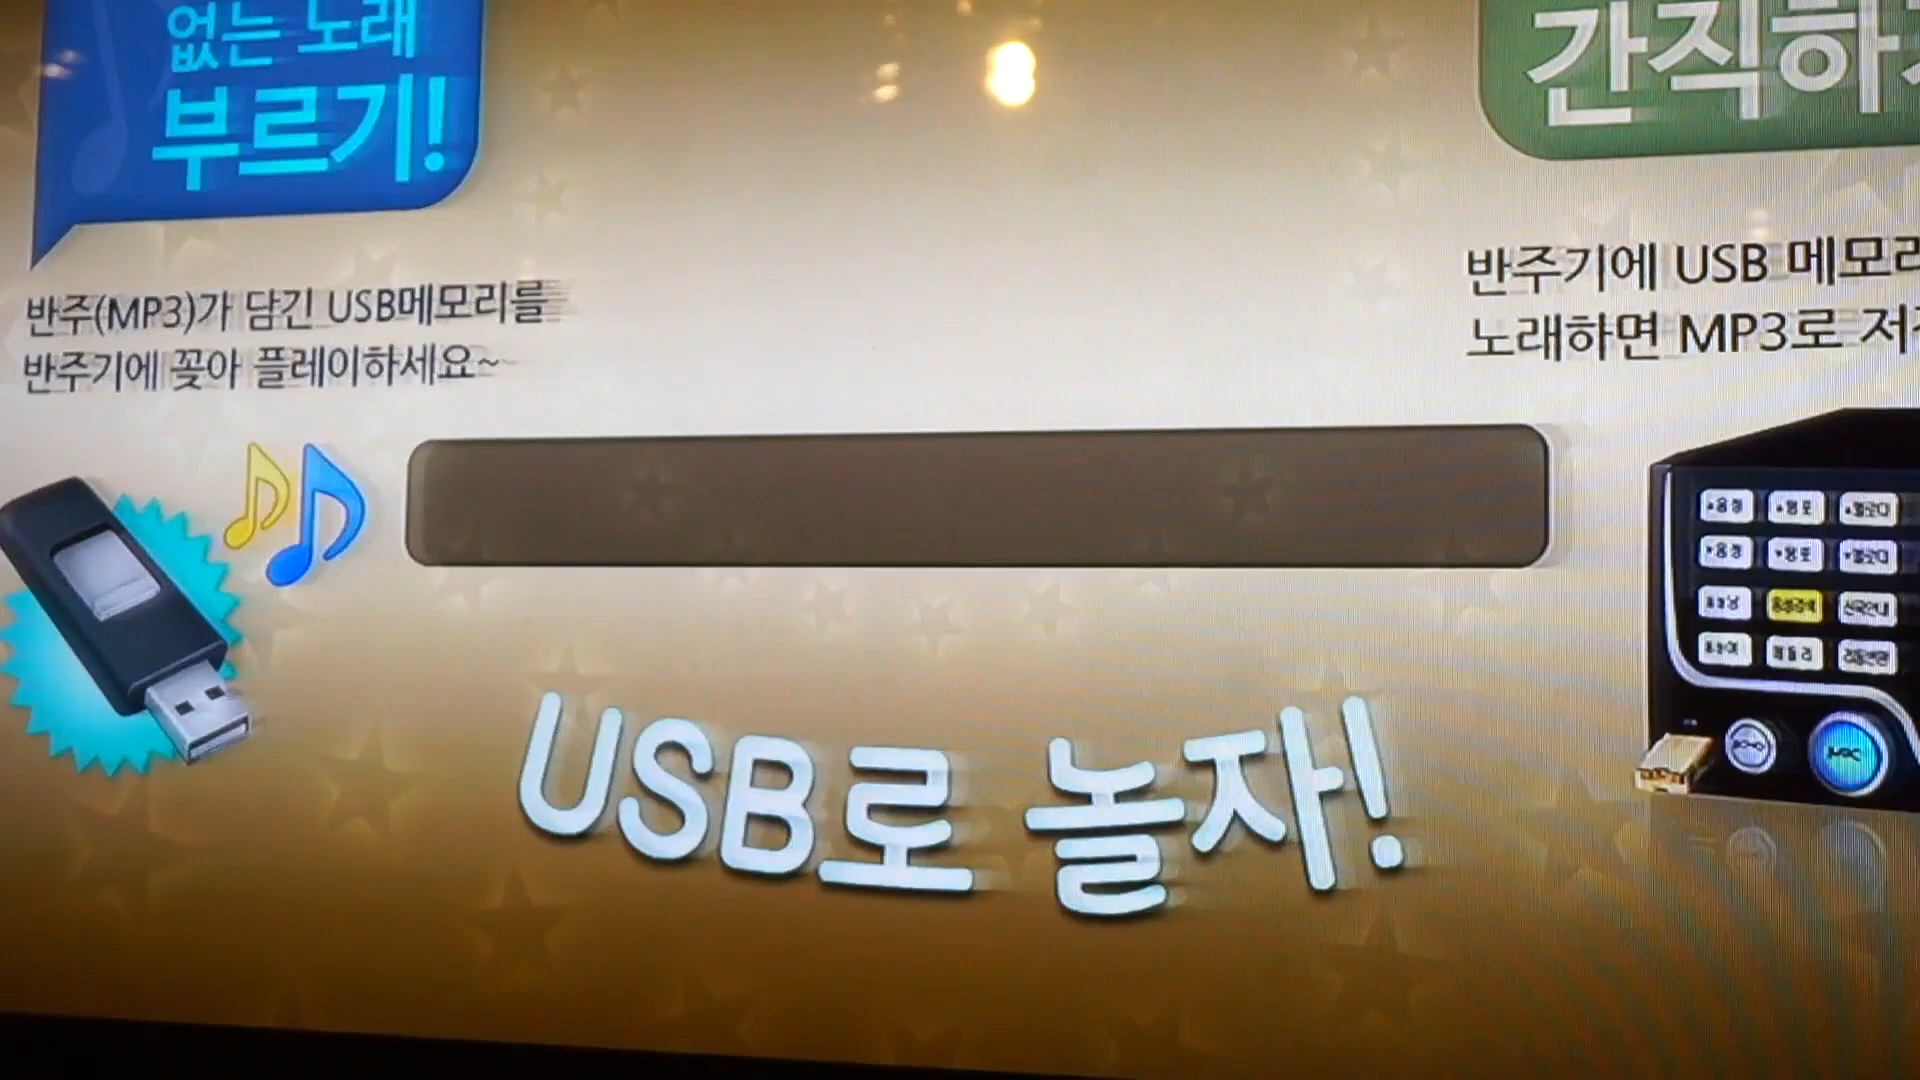 없는 노래
부르기!
반주(MP3)가 담긴 USB메모리를
반주기에 꽂아 플레이하세요~
간직하
반주기에 USB 메모리
노래하면 MP3로 저
USB로 놀자!